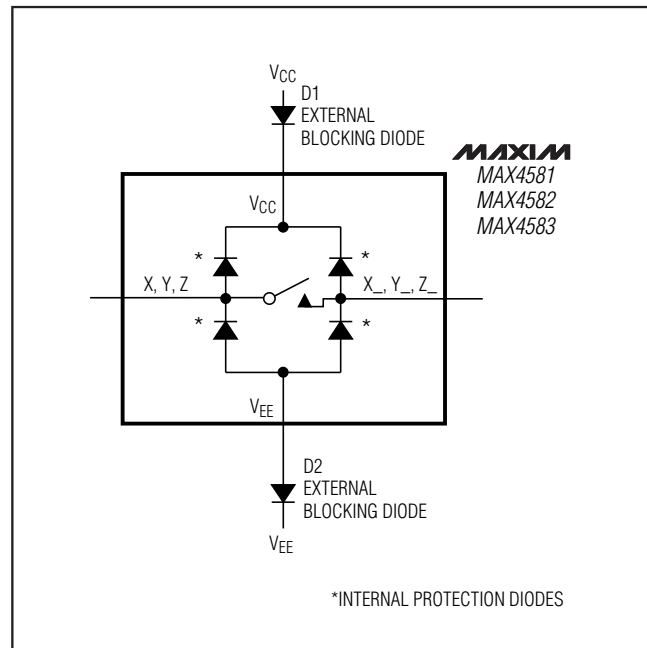 VCC
D1
EXTERNAL
BLOCKING DIODE
MAXIM
MAX4581
MAX4582
MAX4583
VCC
*
*
X, Y, Z
X_, Y_, Z_
*
*
VEE
D2
EXTERNAL
BLOCKING DIODE
VEE
*INTERNAL PROTECTION DIODES